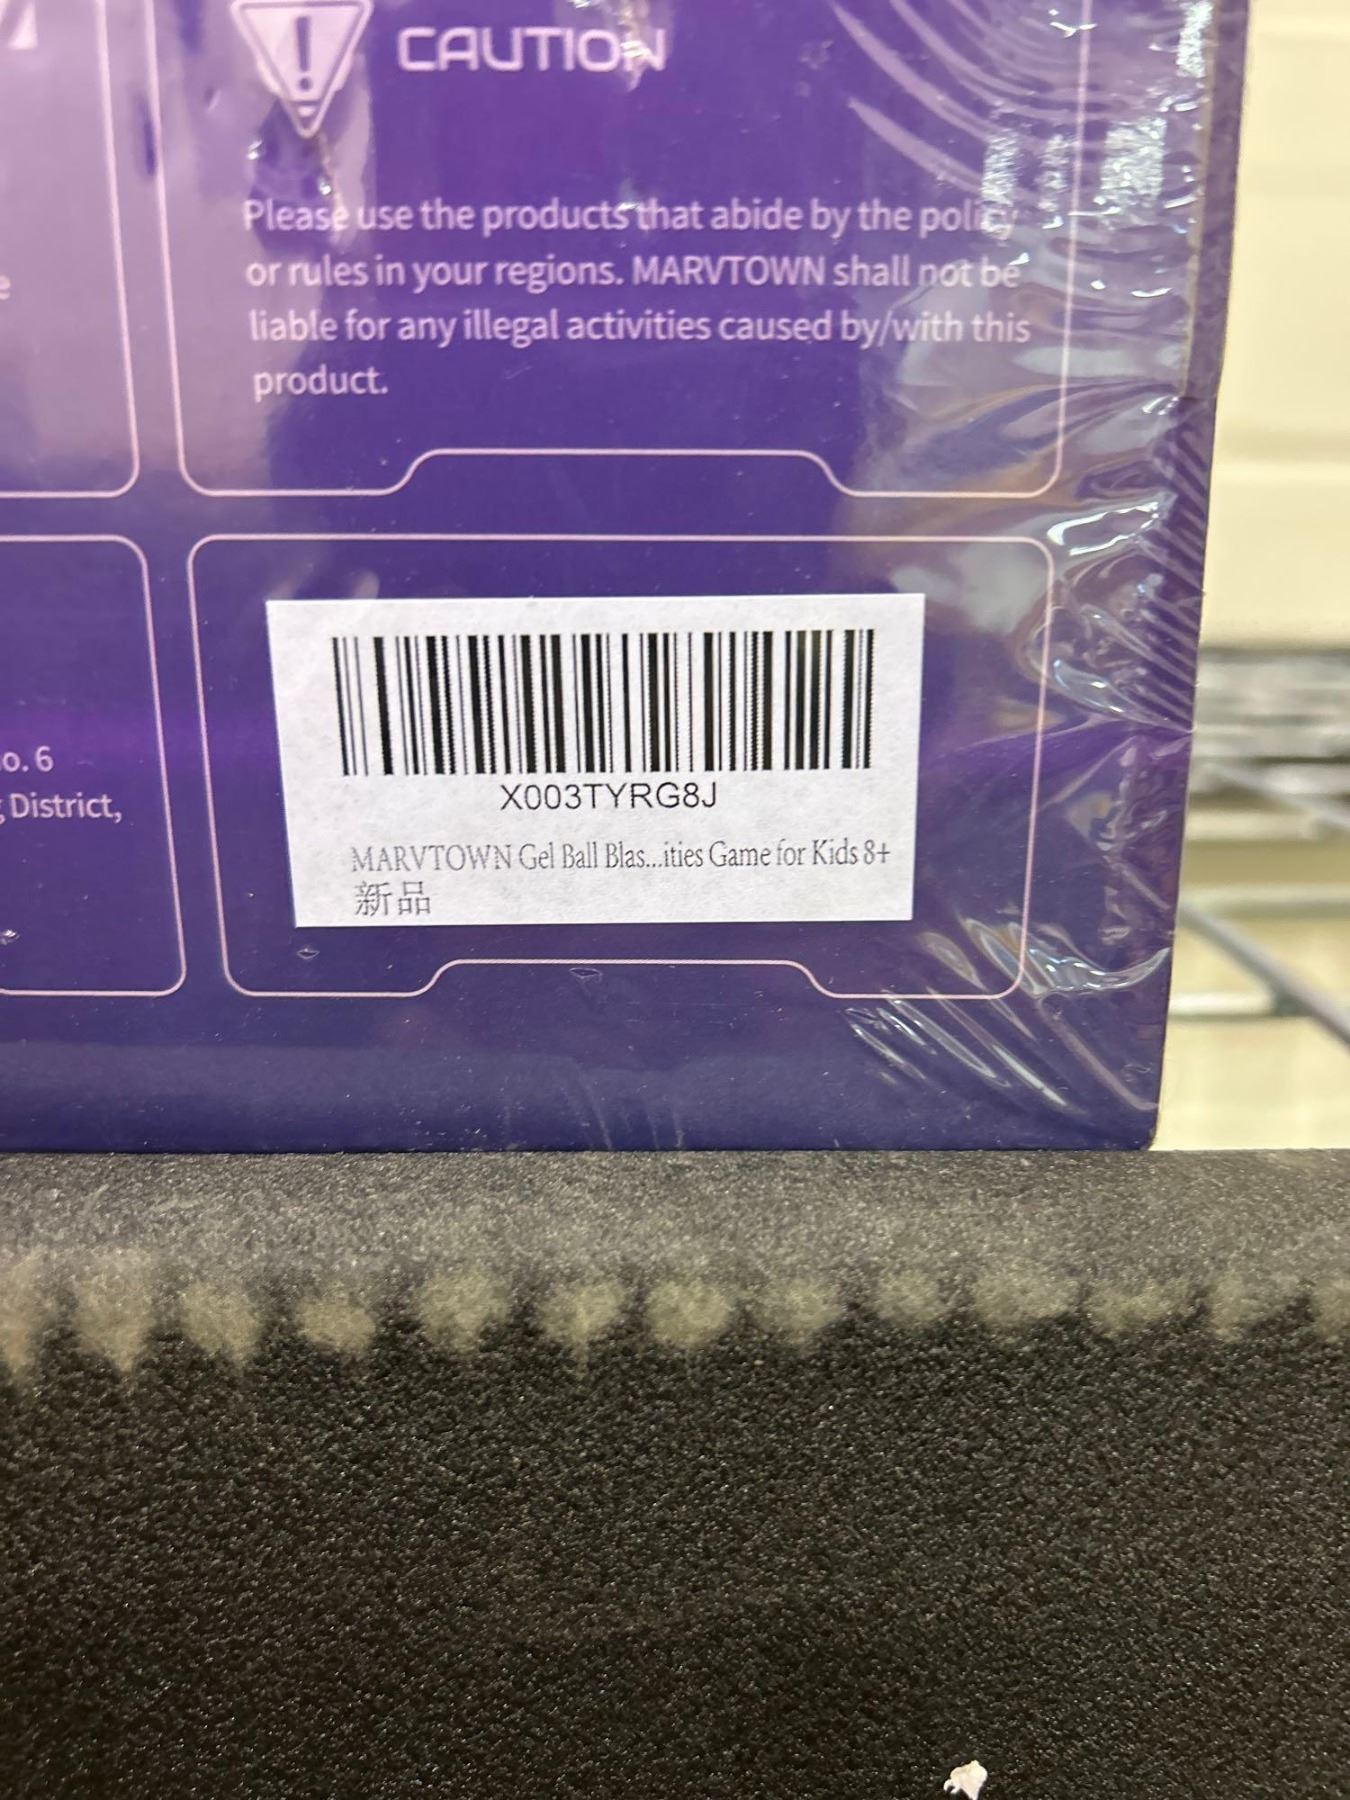 CAUTION
Please use the products that abide by the policy
or rules in your regions. MARVTOWN shall not be
liable for any illegal activities caused by/with this
product.
e
o. 6
District,
X003TYRG8J
MARVTOWN Gel Ball Blas...ities Game for Kids 8+
新品